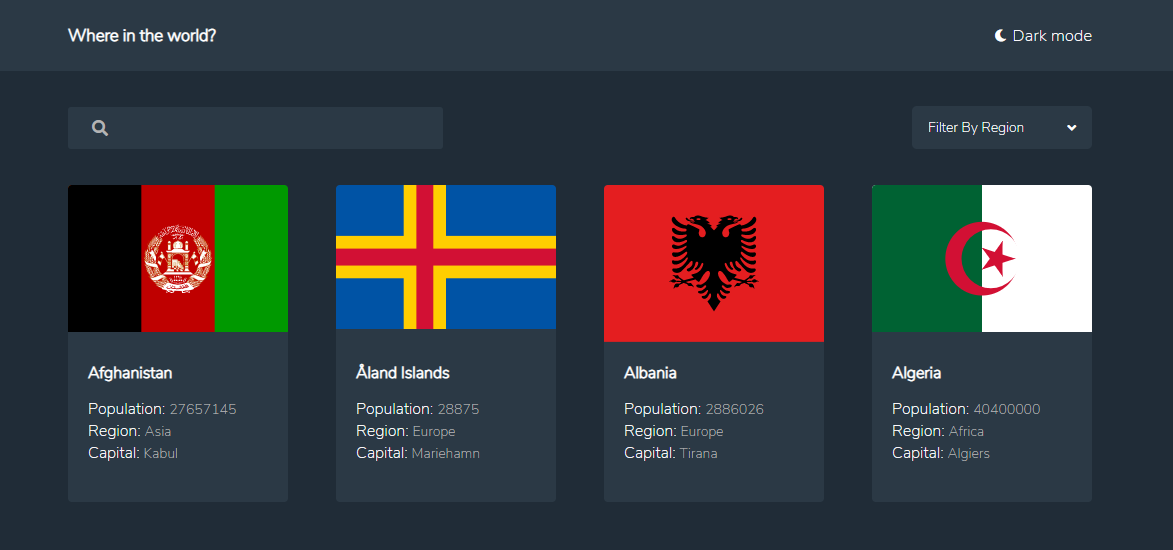 Where in the world?
Dark mode
Filter By Region
Afghanistan
Population: 27657145
Region: Asia
Capital: Kabul
Åland Islands
Population: 28875
Region: Europe
Capital: Mariehamn
Albania
Population: 2886026
Region: Europe
Capital: Tirana
Algeria
Population: 40400000
Region: Africa
Capital: Algiers